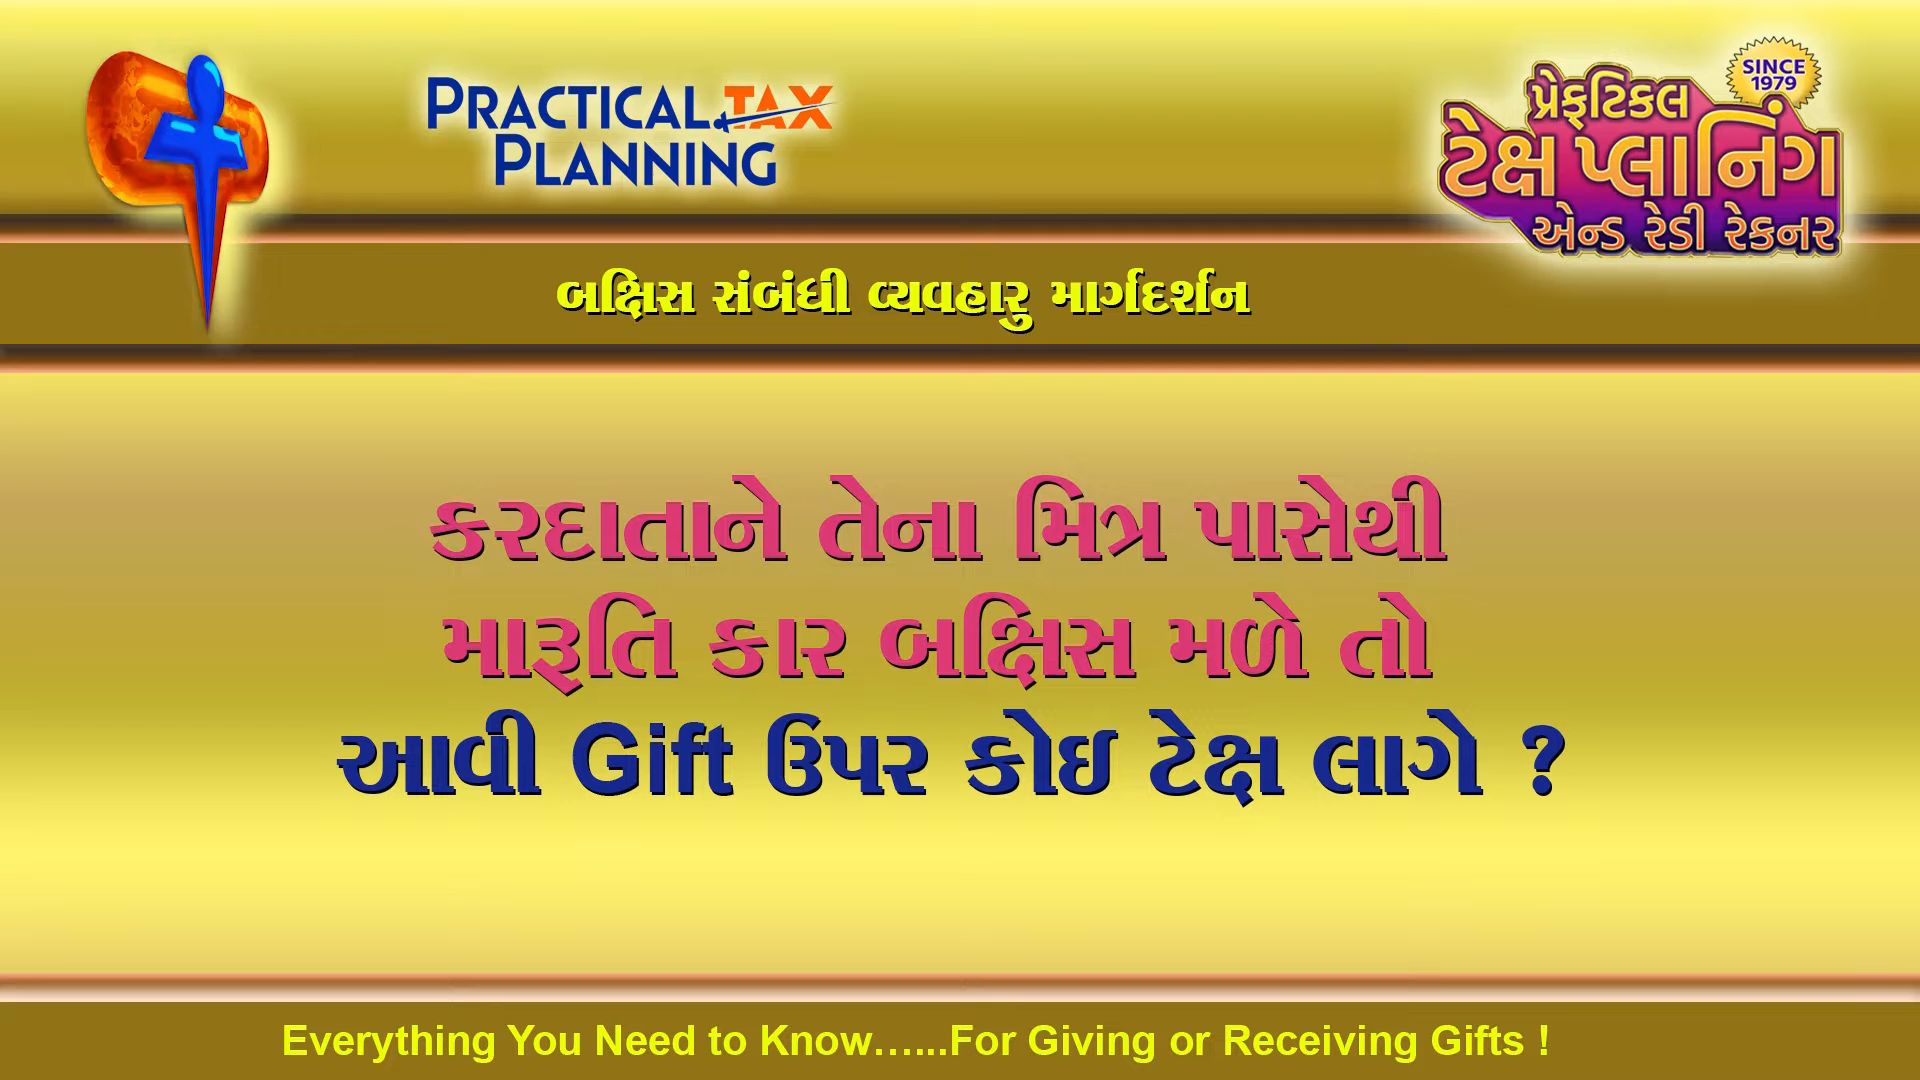 PRACTICAL TAX
PLANNING
SINCE
1979
પ્રેક્ટિકલ
ટેક્ષ પ્લાનિંગ
એન્ડ રેડી રેકનર
બક્ષિસ સંબંધી વ્યવહારુ માર્ગદર્શન
કરદાતાને તેના મિત્ર પાસેથી
મારૂતિ કાર બક્ષિસ મળે તો
આવી Gift ઉપર કોઇ ટેક્ષ લાગે ?
Everything You Need to Know…...For Giving or Receiving Gifts !